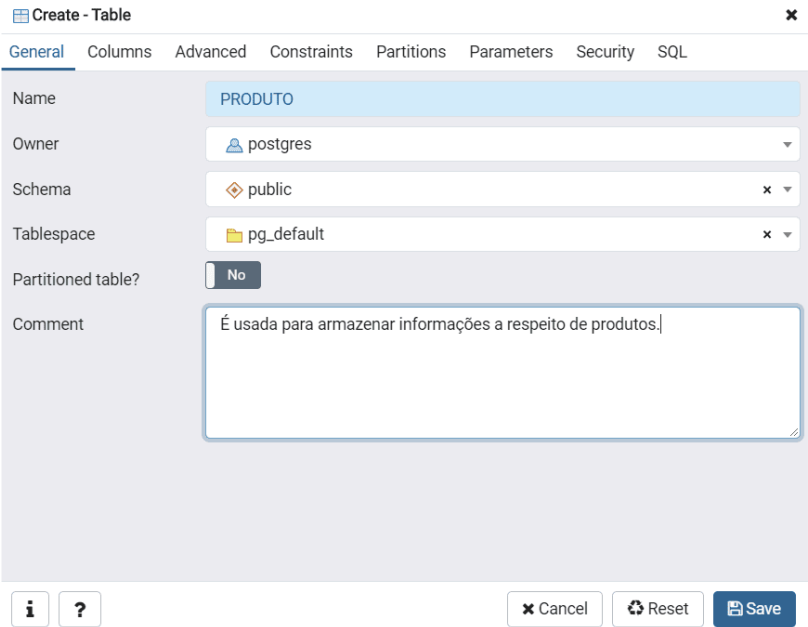 Create - Table
General Columns Advanced Constraints Partitions Parameters Security SQL
Name PRODUTO
Owner postgres
Schema public
Tablespace pg_default
Partitioned table? No
Comment É usada para armazenar informações a respeito de produtos.
i ? Cancel Reset Save